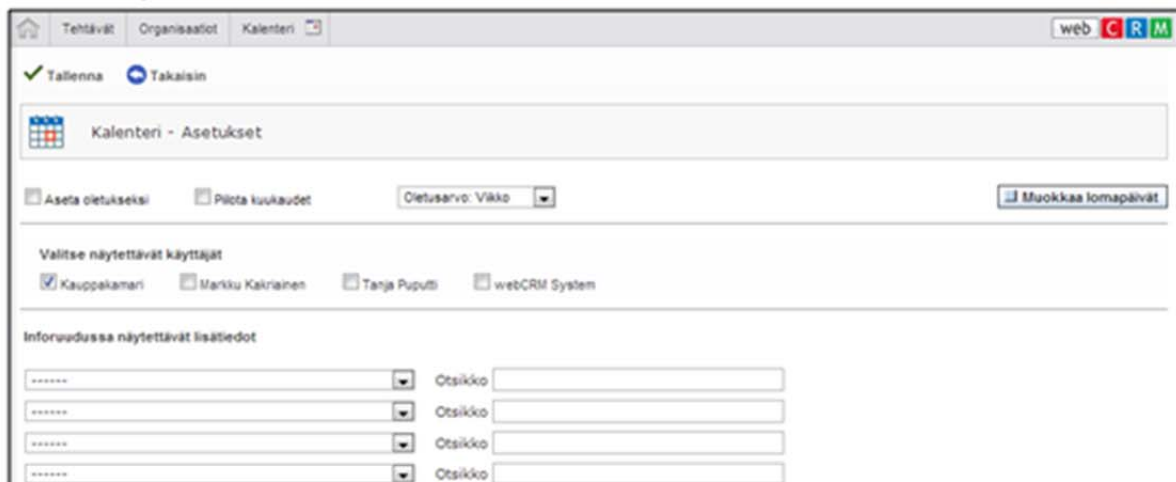 Tehtävät Organisaatiot Kalenteri web CRM
Tallenna Takaisin
Kalenteri - Asetukset
Aseta oletukseksi Piilota kuukaudet Oletusarvo: Viikko Muokkaa lomapäivät
Valitse näytettävät käyttäjät
Kauppakamari Markku Kakriainen Tanja Puputti webCRM System
Inforuudussa näytettävät lisätiedot
------ Otsikko
------ Otsikko
------ Otsikko
------ Otsikko